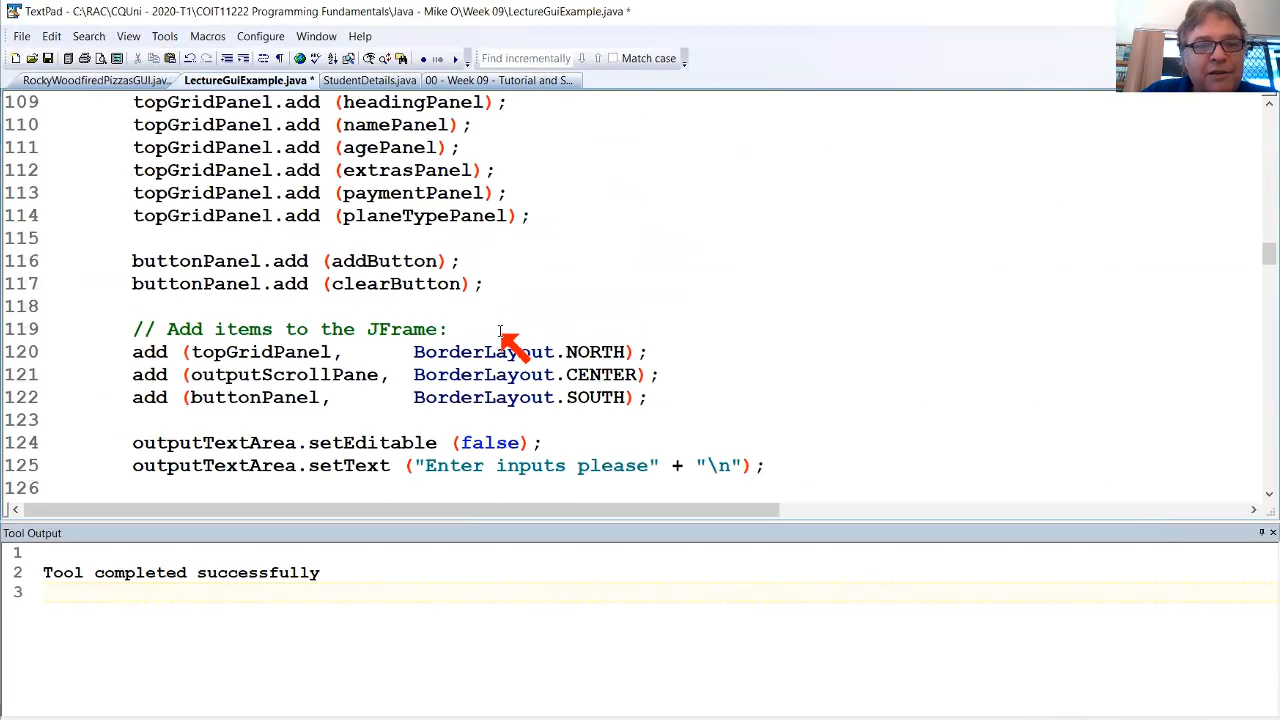 TextPad - C:\RAC\CQUni - 2020-T1\COIT11222 Programming Fundamentals\Java - Mike O\Week 09\LectureGuiExample.java *
File Edit Search View Tools Macros Configure Window Help
Find incrementally Match case
RockyWoodfiredPizzasGUI.jav... LectureGuiExample.java * StudentDetails.java 00 - Week 09 - Tutorial and S...
109 topGridPanel.add (headingPanel);
110 topGridPanel.add (namePanel);
111 topGridPanel.add (agePanel);
112 topGridPanel.add (extrasPanel);
113 topGridPanel.add (paymentPanel);
114 topGridPanel.add (planeTypePanel);
115
116 buttonPanel.add (addButton);
117 buttonPanel.add (clearButton);
118
119 // Add items to the JFrame:
120 add (topGridPanel, BorderLayout.NORTH);
121 add (outputScrollPane, BorderLayout.CENTER);
122 add (buttonPanel, BorderLayout.SOUTH);
123
124 outputTextArea.setEditable (false);
125 outputTextArea.setText ("Enter inputs please" + "\n");
126
Tool Output
1
2 Tool completed successfully
3